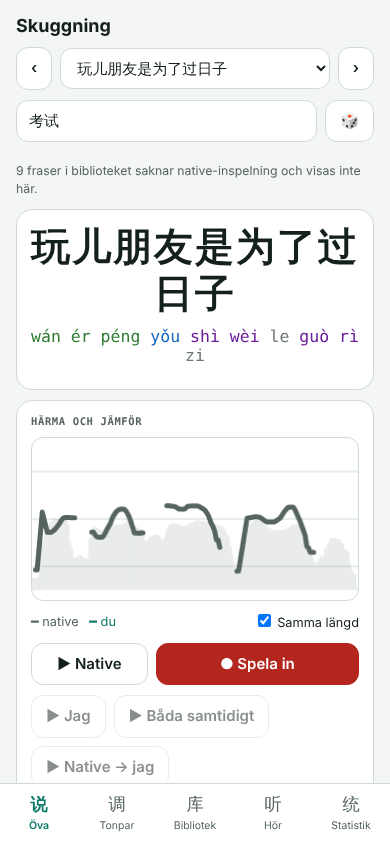 Skuggning
‹ 玩儿朋友是为了过日子 ›
考试
9 fraser i biblioteket saknar native-inspelning och visas inte
här.
玩儿朋友是为了过
日子
wán ér péng yǒu shì wèi le guò rì
zi
HÄRMA OCH JÄMFÖR
native du Samma längd
▶ Native ● Spela in
▶ Jag ▶ Båda samtidigt
▶ Native → jag
说 调 库 听 统
Öva Tonpar Bibliotek Hör Statistik